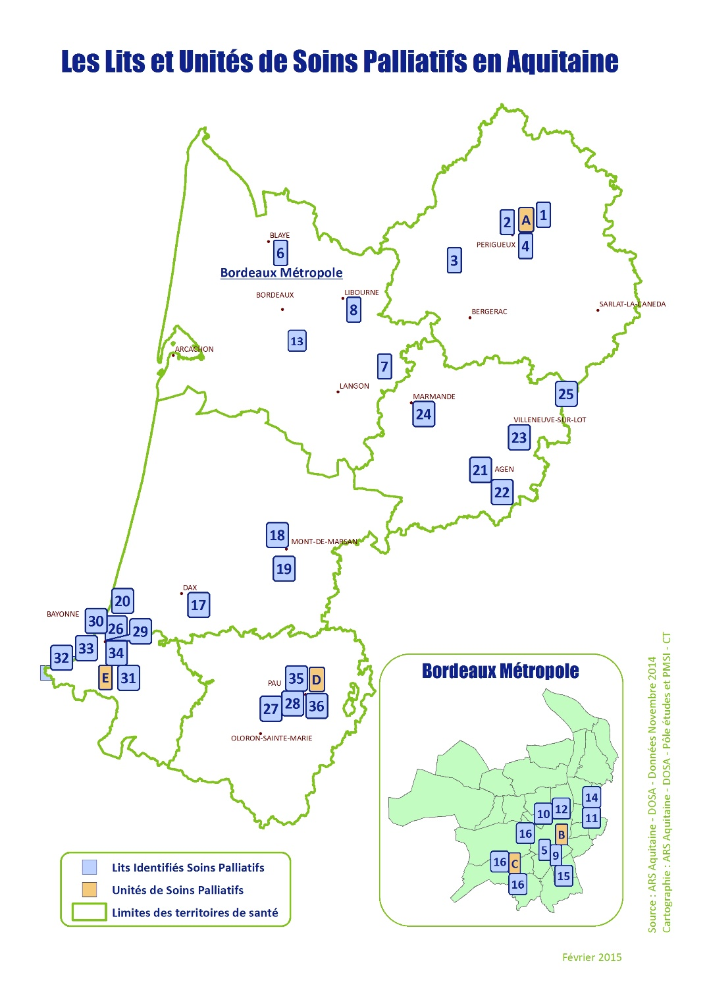 Les Lits et Unités de Soins Palliatifs en Aquitaine
1
2
A
PERIGUEUX
4
3
BLAYE
6
Bordeaux Métropole
BORDEAUX
LIBOURNE
8
BERGERAC
SARLAT-LA-CANEDA
13
ARCACHON
7
LANGON
MARMANDE
24
25
VILLENEUVE-SUR-LOT
23
21
AGEN
22
18
MONT-DE-MARSAN
19
DAX
17
20
BAYONNE
30
26
29
33
34
32
E
31
PAU
35
D
27
28
36
OLORON-SAINTE-MARIE
Bordeaux Métropole
14
12
10
11
16
B
5
9
16
C
15
16
Lits Identifiés Soins Palliatifs
Unités de Soins Palliatifs
Limites des territoires de santé
Source : ARS Aquitaine - DOSA - Données Novembre 2014
Cartographie : ARS Aquitaine - DOSA - Pôle études et PMSI - CT
Février 2015